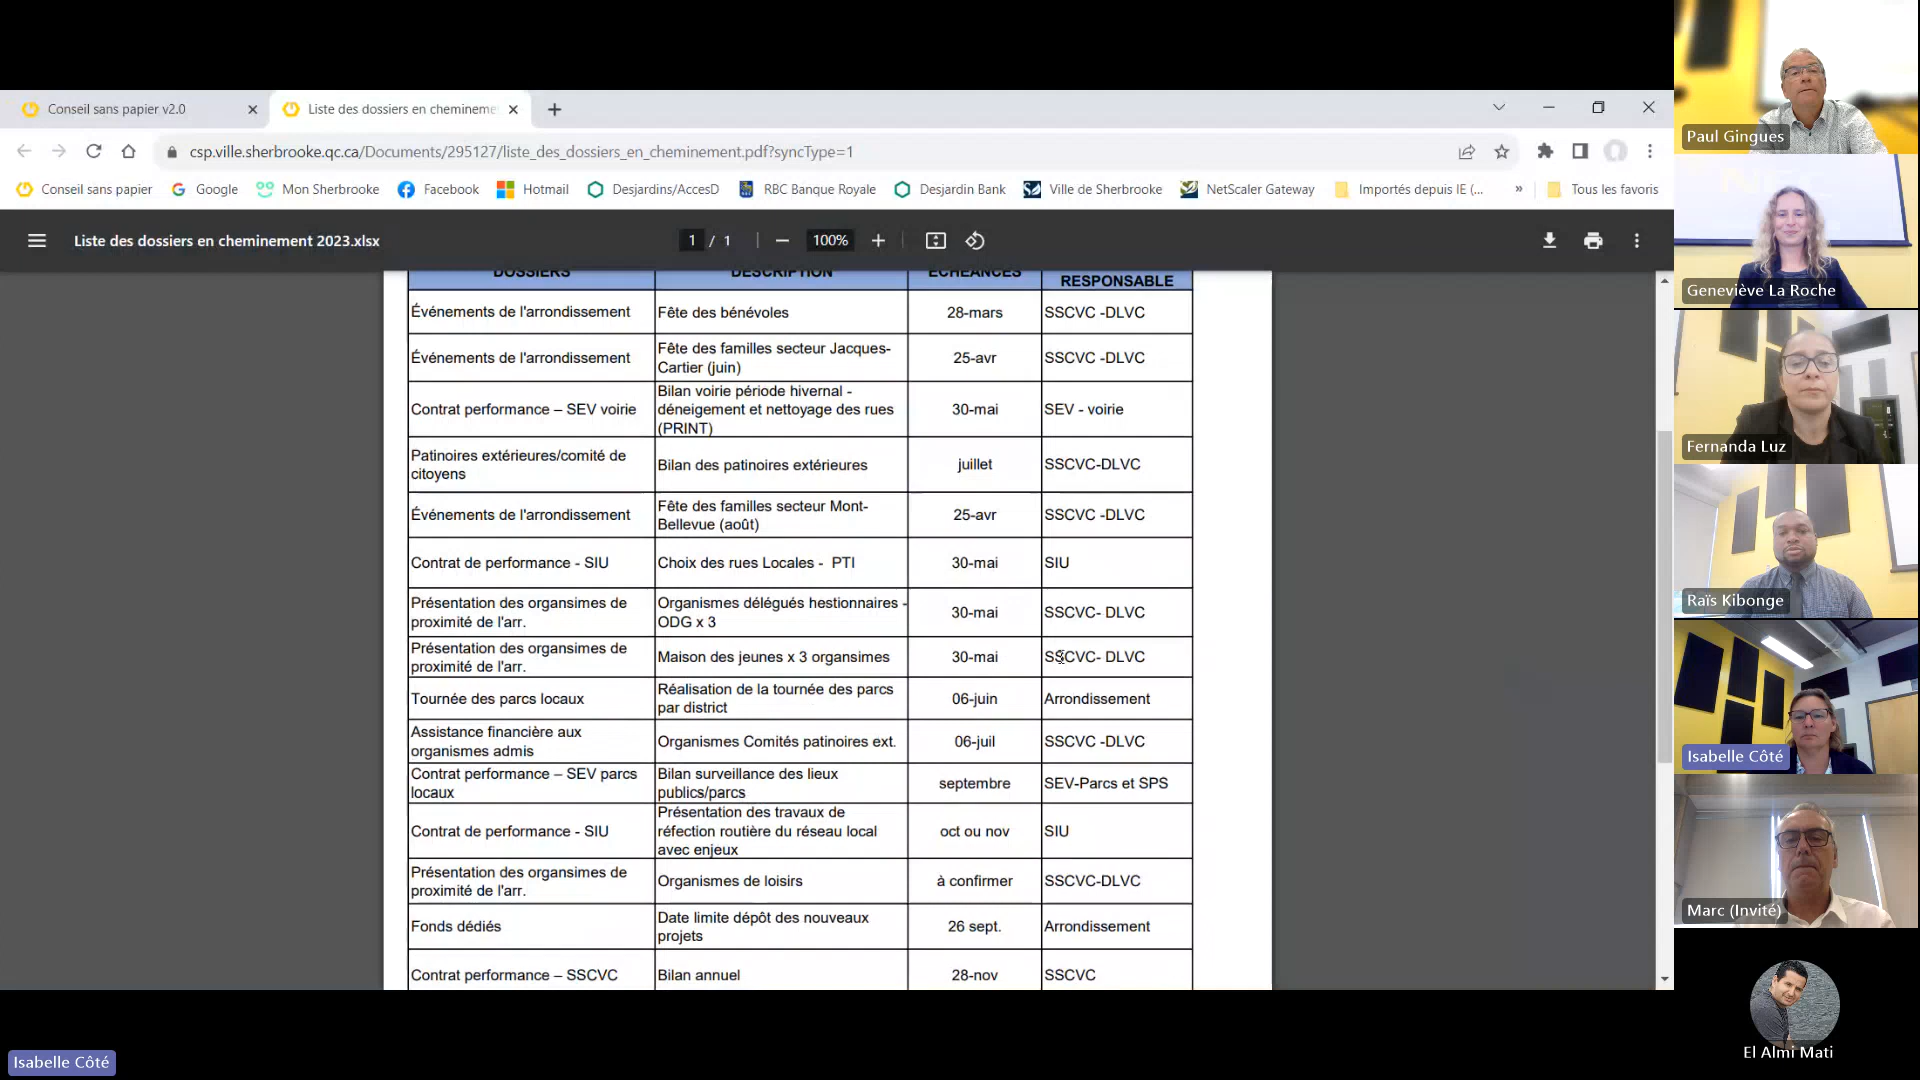 Conseil sans papier v2.0
Liste des dossiers en cheminemen
csp.ville.sherbrooke.qc.ca/Documents/295127/liste_des_dossiers_en_cheminement.pdf?syncType=1
Conseil sans papier
Google
Mon Sherbrooke
Facebook
Hotmail
Desjardins/AccesD
RBC Banque Royale
Desjardin Bank
Ville de Sherbrooke
NetScaler Gateway
Importés depuis IE (...
»
Tous les favoris
Liste des dossiers en cheminement 2023.xlsx
1 / 1
100%
DOSSIERS DESCRIPTION ÉCHÉANCES RESPONSABLE
Événements de l'arrondissement
Fête des bénévoles
28-mars
SSCVC -DLVC
Événements de l'arrondissement
Fête des familles secteur Jacques-
Cartier (juin)
25-avr
SSCVC -DLVC
Contrat performance – SEV voirie
Bilan voirie période hivernal -
déneigement et nettoyage des rues
(PRINT)
30-mai
SEV - voirie
Patinoires extérieures/comité de
citoyens
Bilan des patinoires extérieures
juillet
SSCVC-DLVC
Événements de l'arrondissement
Fête des familles secteur Mont-
Bellevue (août)
25-avr
SSCVC -DLVC
Contrat de performance - SIU
Choix des rues Locales - PTI
30-mai
SIU
Présentation des organsimes de
proximité de l'arr.
Organismes délégués hestionnaires -
ODG x 3
30-mai
SSCVC- DLVC
Présentation des organsimes de
proximité de l'arr.
Maison des jeunes x 3 organsimes
30-mai
SSCVC- DLVC
Tournée des parcs locaux
Réalisation de la tournée des parcs
par district
06-juin
Arrondissement
Assistance financière aux
organismes admis
Organismes Comités patinoires ext.
06-juil
SSCVC -DLVC
Contrat performance – SEV parcs
locaux
Bilan surveillance des lieux
publics/parcs
septembre
SEV-Parcs et SPS
Contrat de performance - SIU
Présentation des travaux de
réfection routière du réseau local
avec enjeux
oct ou nov
SIU
Présentation des organsimes de
proximité de l'arr.
Organismes de loisirs
à confirmer
SSCVC-DLVC
Fonds dédiés
Date limite dépôt des nouveaux
projets
26 sept.
Arrondissement
Contrat performance – SSCVC
Bilan annuel
28-nov
SSCVC
Paul Gingues
Geneviève La Roche
Fernanda Luz
Raïs Kibonge
Isabelle Côté
Marc (Invité)
El Almi Mati
Isabelle Côté